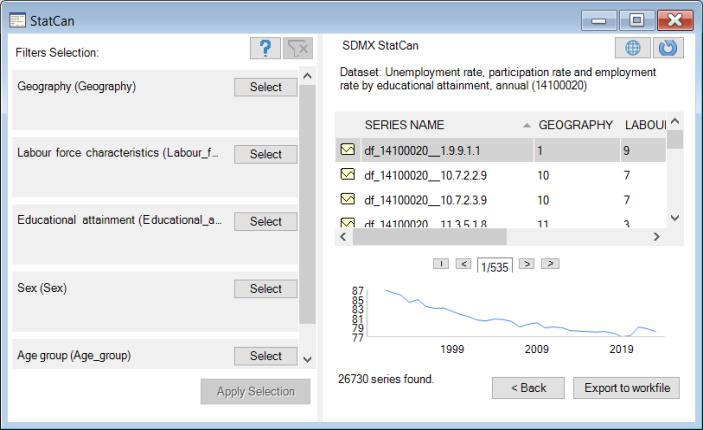 StatCan
Filters Selection:
Geography (Geography)
Select
Labour force characteristics (Labour_f...
Select
Educational attainment (Educational_a...
Select
Sex (Sex)
Select
Age group (Age_group)
Select
Apply Selection
SDMX StatCan
Dataset: Unemployment rate, participation rate and employment
rate by educational attainment, annual (14100020)
SERIES NAME GEOGRAPHY LABOU
df_14100020__1.9.9.1.1 1 9
df_14100020__10.7.2.2.9 10 7
df_14100020__10.7.2.3.9 10 7
df_14100020__11.3.5.1.8 11 3
1/535
87
85
83
81
79
77
1999 2009 2019
26730 series found.
< Back
Export to workfile